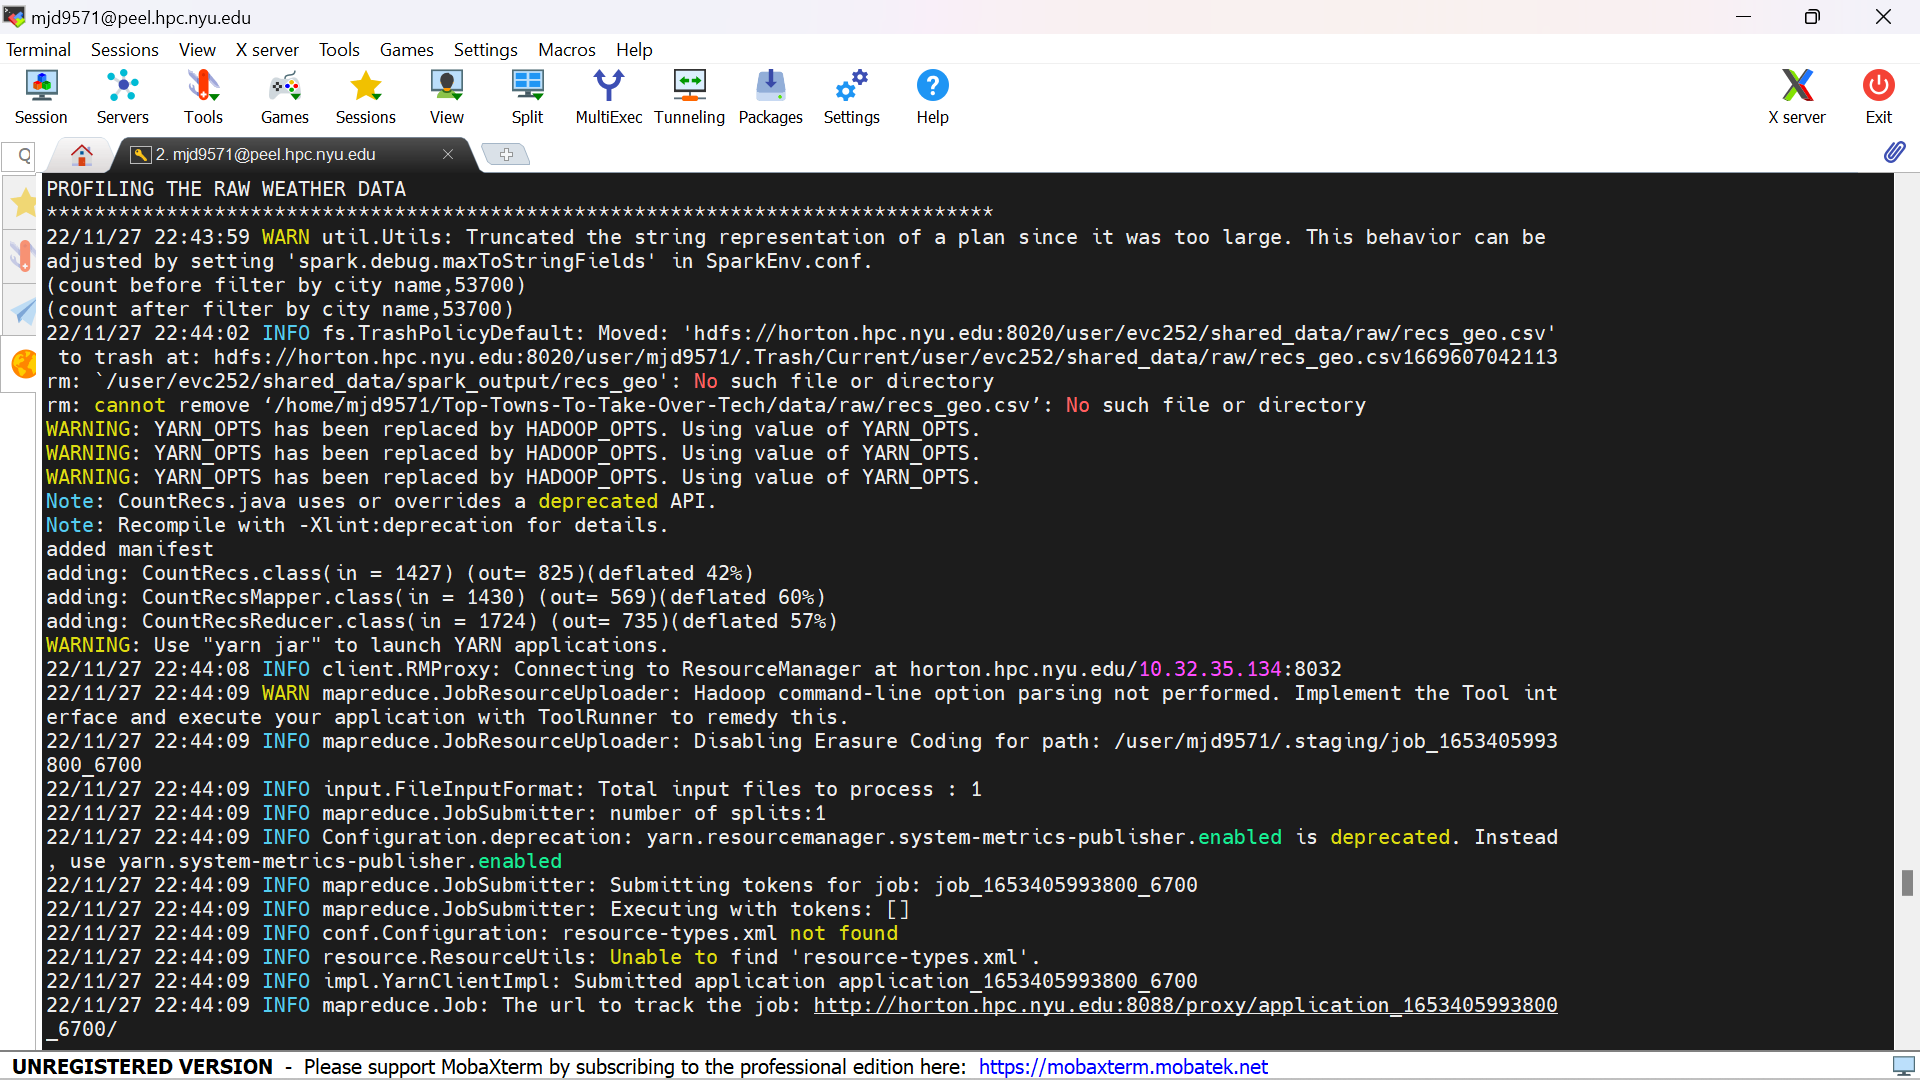 mjd9571@peel.hpc.nyu.edu
Terminal Sessions View X server Tools Games Settings Macros Help
Session Servers Tools Games Sessions View Split MultiExec Tunneling Packages Settings Help X server Exit
2. mjd9571@peel.hpc.nyu.edu
PROFILING THE RAW WEATHER DATA
*******************************************************************************
22/11/27 22:43:59 WARN util.Utils: Truncated the string representation of a plan since it was too large. This behavior can be
adjusted by setting 'spark.debug.maxToStringFields' in SparkEnv.conf.
(count before filter by city name,53700)
(count after filter by city name,53700)
22/11/27 22:44:02 INFO fs.TrashPolicyDefault: Moved: 'hdfs://horton.hpc.nyu.edu:8020/user/evc252/shared_data/raw/recs_geo.csv'
to trash at: hdfs://horton.hpc.nyu.edu:8020/user/mjd9571/.Trash/Current/user/evc252/shared_data/raw/recs_geo.csv1669607042113
rm: `/user/evc252/shared_data/spark_output/recs_geo': No such file or directory
rm: cannot remove ‘/home/mjd9571/Top-Towns-To-Take-Over-Tech/data/raw/recs_geo.csv’: No such file or directory
WARNING: YARN_OPTS has been replaced by HADOOP_OPTS. Using value of YARN_OPTS.
WARNING: YARN_OPTS has been replaced by HADOOP_OPTS. Using value of YARN_OPTS.
WARNING: YARN_OPTS has been replaced by HADOOP_OPTS. Using value of YARN_OPTS.
Note: CountRecs.java uses or overrides a deprecated API.
Note: Recompile with -Xlint:deprecation for details.
added manifest
adding: CountRecs.class(in = 1427) (out= 825)(deflated 42%)
adding: CountRecsMapper.class(in = 1430) (out= 569)(deflated 60%)
adding: CountRecsReducer.class(in = 1724) (out= 735)(deflated 57%)
WARNING: Use "yarn jar" to launch YARN applications.
22/11/27 22:44:08 INFO client.RMProxy: Connecting to ResourceManager at horton.hpc.nyu.edu/10.32.35.134:8032
22/11/27 22:44:09 WARN mapreduce.JobResourceUploader: Hadoop command-line option parsing not performed. Implement the Tool int
erface and execute your application with ToolRunner to remedy this.
22/11/27 22:44:09 INFO mapreduce.JobResourceUploader: Disabling Erasure Coding for path: /user/mjd9571/.staging/job_1653405993
800_6700
22/11/27 22:44:09 INFO input.FileInputFormat: Total input files to process : 1
22/11/27 22:44:09 INFO mapreduce.JobSubmitter: number of splits:1
22/11/27 22:44:09 INFO Configuration.deprecation: yarn.resourcemanager.system-metrics-publisher.enabled is deprecated. Instead
, use yarn.system-metrics-publisher.enabled
22/11/27 22:44:09 INFO mapreduce.JobSubmitter: Submitting tokens for job: job_1653405993800_6700
22/11/27 22:44:09 INFO mapreduce.JobSubmitter: Executing with tokens: []
22/11/27 22:44:09 INFO conf.Configuration: resource-types.xml not found
22/11/27 22:44:09 INFO resource.ResourceUtils: Unable to find 'resource-types.xml'.
22/11/27 22:44:09 INFO impl.YarnClientImpl: Submitted application application_1653405993800_6700
22/11/27 22:44:09 INFO mapreduce.Job: The url to track the job: http://horton.hpc.nyu.edu:8088/proxy/application_1653405993800
_6700/
UNREGISTERED VERSION - Please support MobaXterm by subscribing to the professional edition here: https://mobaxterm.mobatek.net